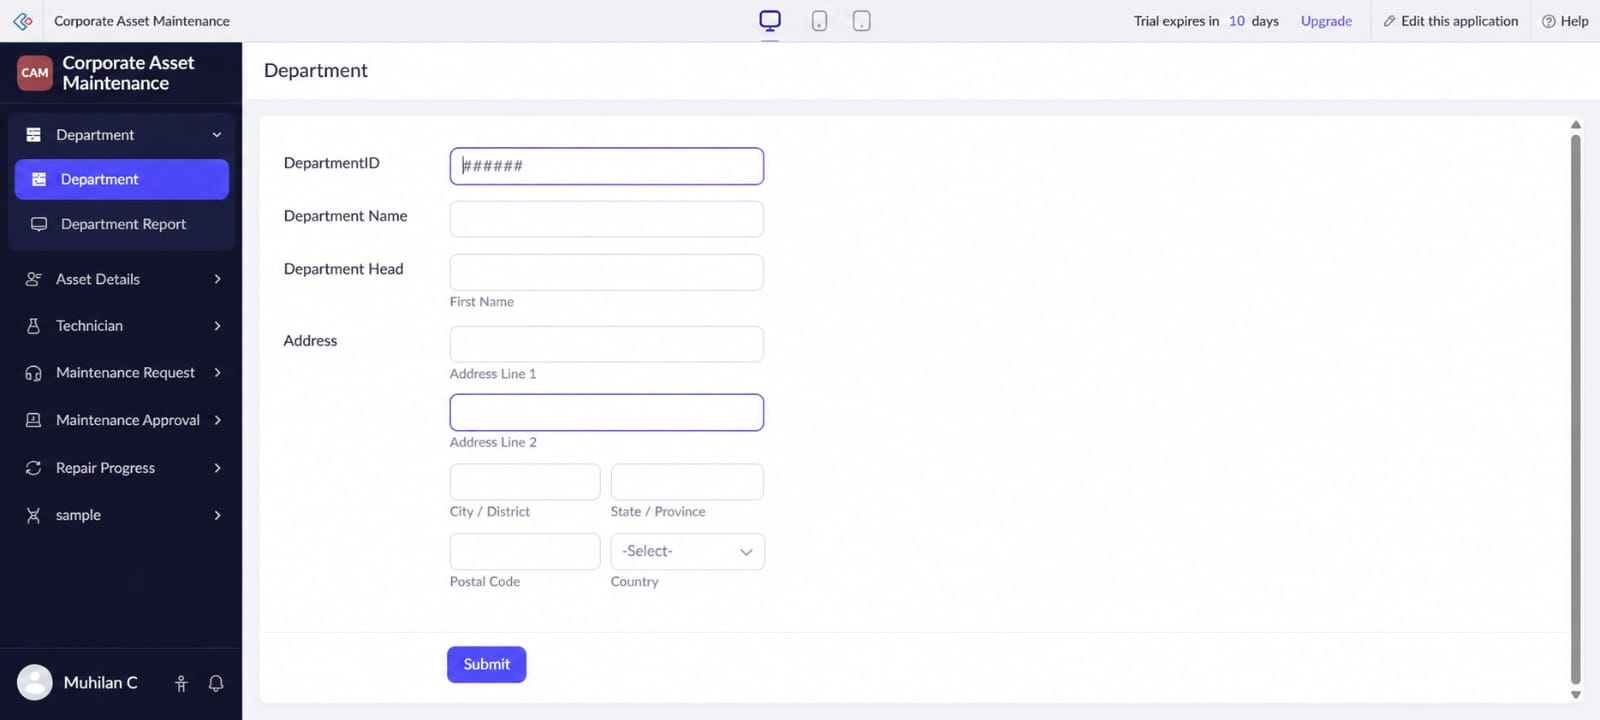 Corporate Asset Maintenance
Trial expires in 10 days
Upgrade
Edit this application
Help
CAM
Corporate Asset
Maintenance
Department
Department
Department Report
Asset Details
Technician
Maintenance Request
Maintenance Approval
Repair Progress
sample
Muhilan C
Department
DepartmentID
######
Department Name
Department Head
First Name
Address
Address Line 1
Address Line 2
City / District
State / Province
-Select-
Postal Code
Country
Submit